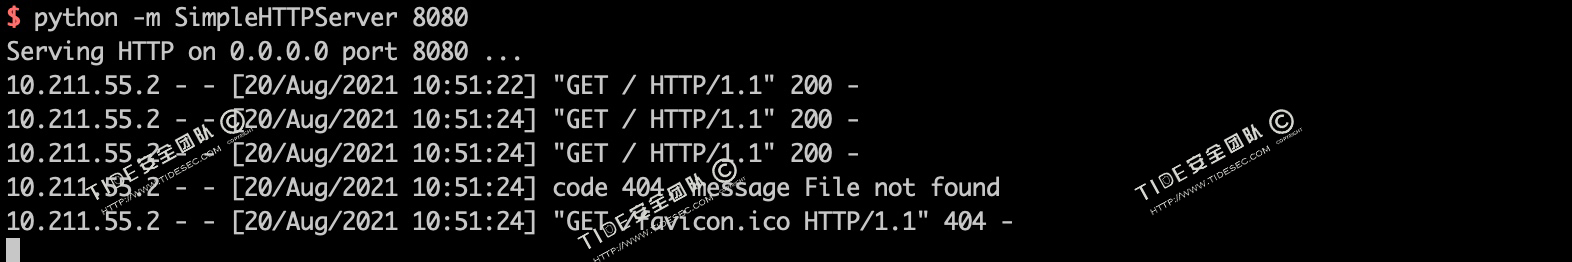 $ python -m SimpleHTTPServer 8080
Serving HTTP on 0.0.0.0 port 8080 ...
10.211.55.2 - - [20/Aug/2021 10:51:22] "GET / HTTP/1.1" 200 -
10.211.55.2 - - [20/Aug/2021 10:51:24] "GET / HTTP/1.1" 200 -
10.211.55.2 - - [20/Aug/2021 10:51:24] "GET / HTTP/1.1" 200 -
10.211.55.2 - - [20/Aug/2021 10:51:24] code 404, message File not found
10.211.55.2 - - [20/Aug/2021 10:51:24] "GET /favicon.ico HTTP/1.1" 404 -
TIDE安全团队 © COPYRIGHT
HTTP://WWW.TIDESEC.COM
TIDE安全团队 © COPYRIGHT
HTTP://WWW.TIDESEC.COM
TIDE安全团队 © COPYRIGHT
HTTP://WWW.TIDESEC.COM